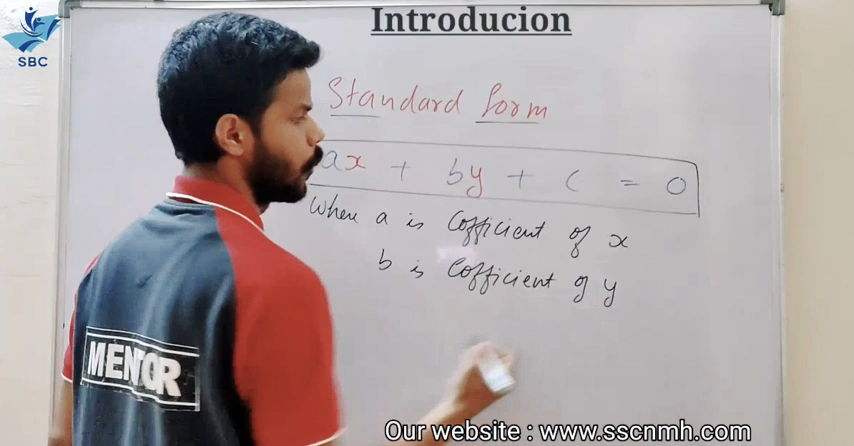 SBC
Introducion
Standard form
ax + by + c = 0
Where a is Cofficient of x
b is Cofficient of y
MENTOR
Our website : www.sscnmh.com